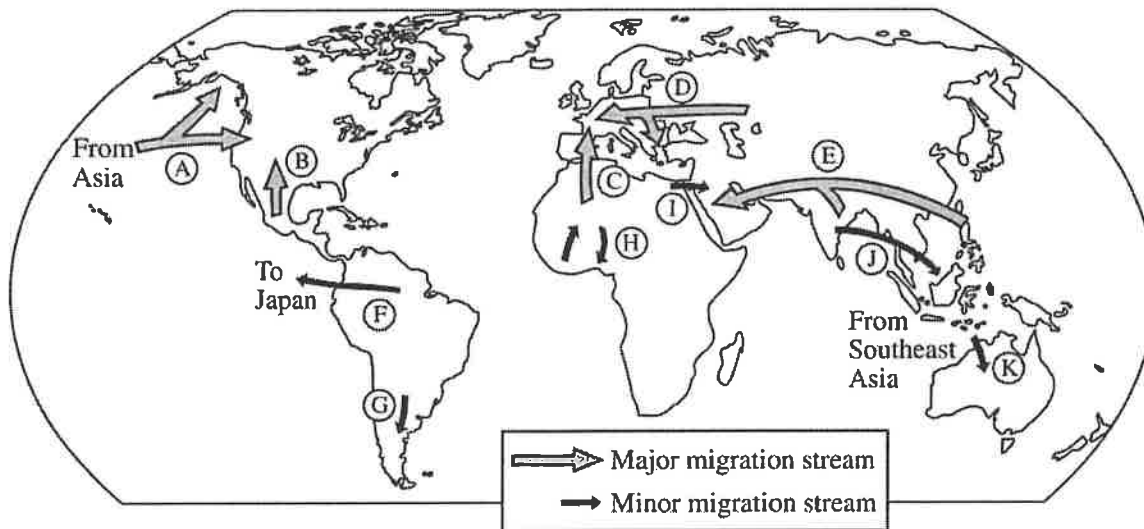 D
E
B
From
Asia
A
C
I
H
J
To
Japan
F
From
Southeast
Asia
K
G
Major migration stream
Minor migration stream